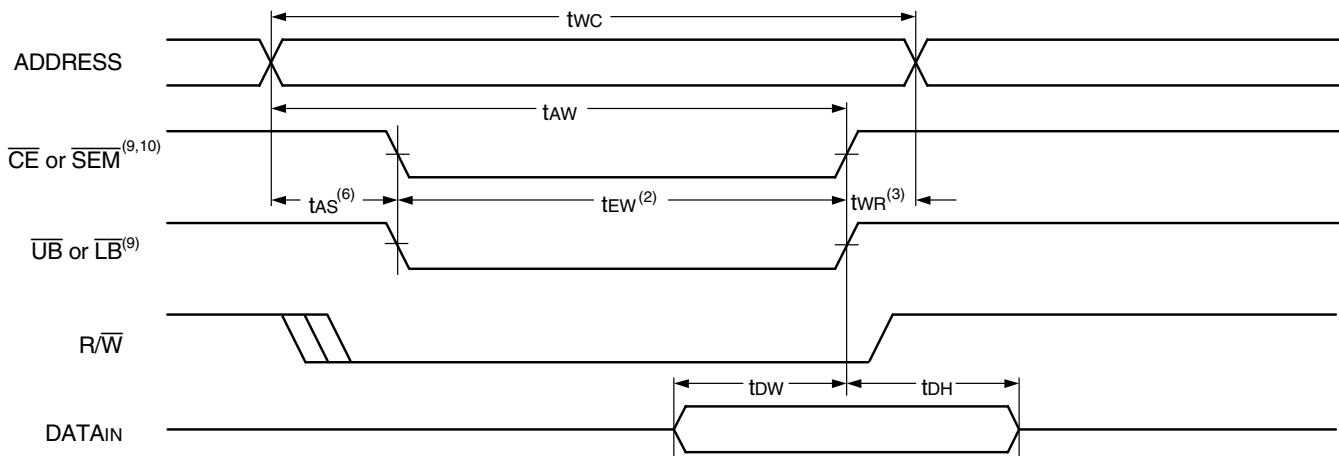 tWC
ADDRESS
tAW
CE or SEM(9,10)
tAS(6)
tEW(2)
tWR(3)
UB or LB(9)
R/W
tDW
tDH
DATAIN